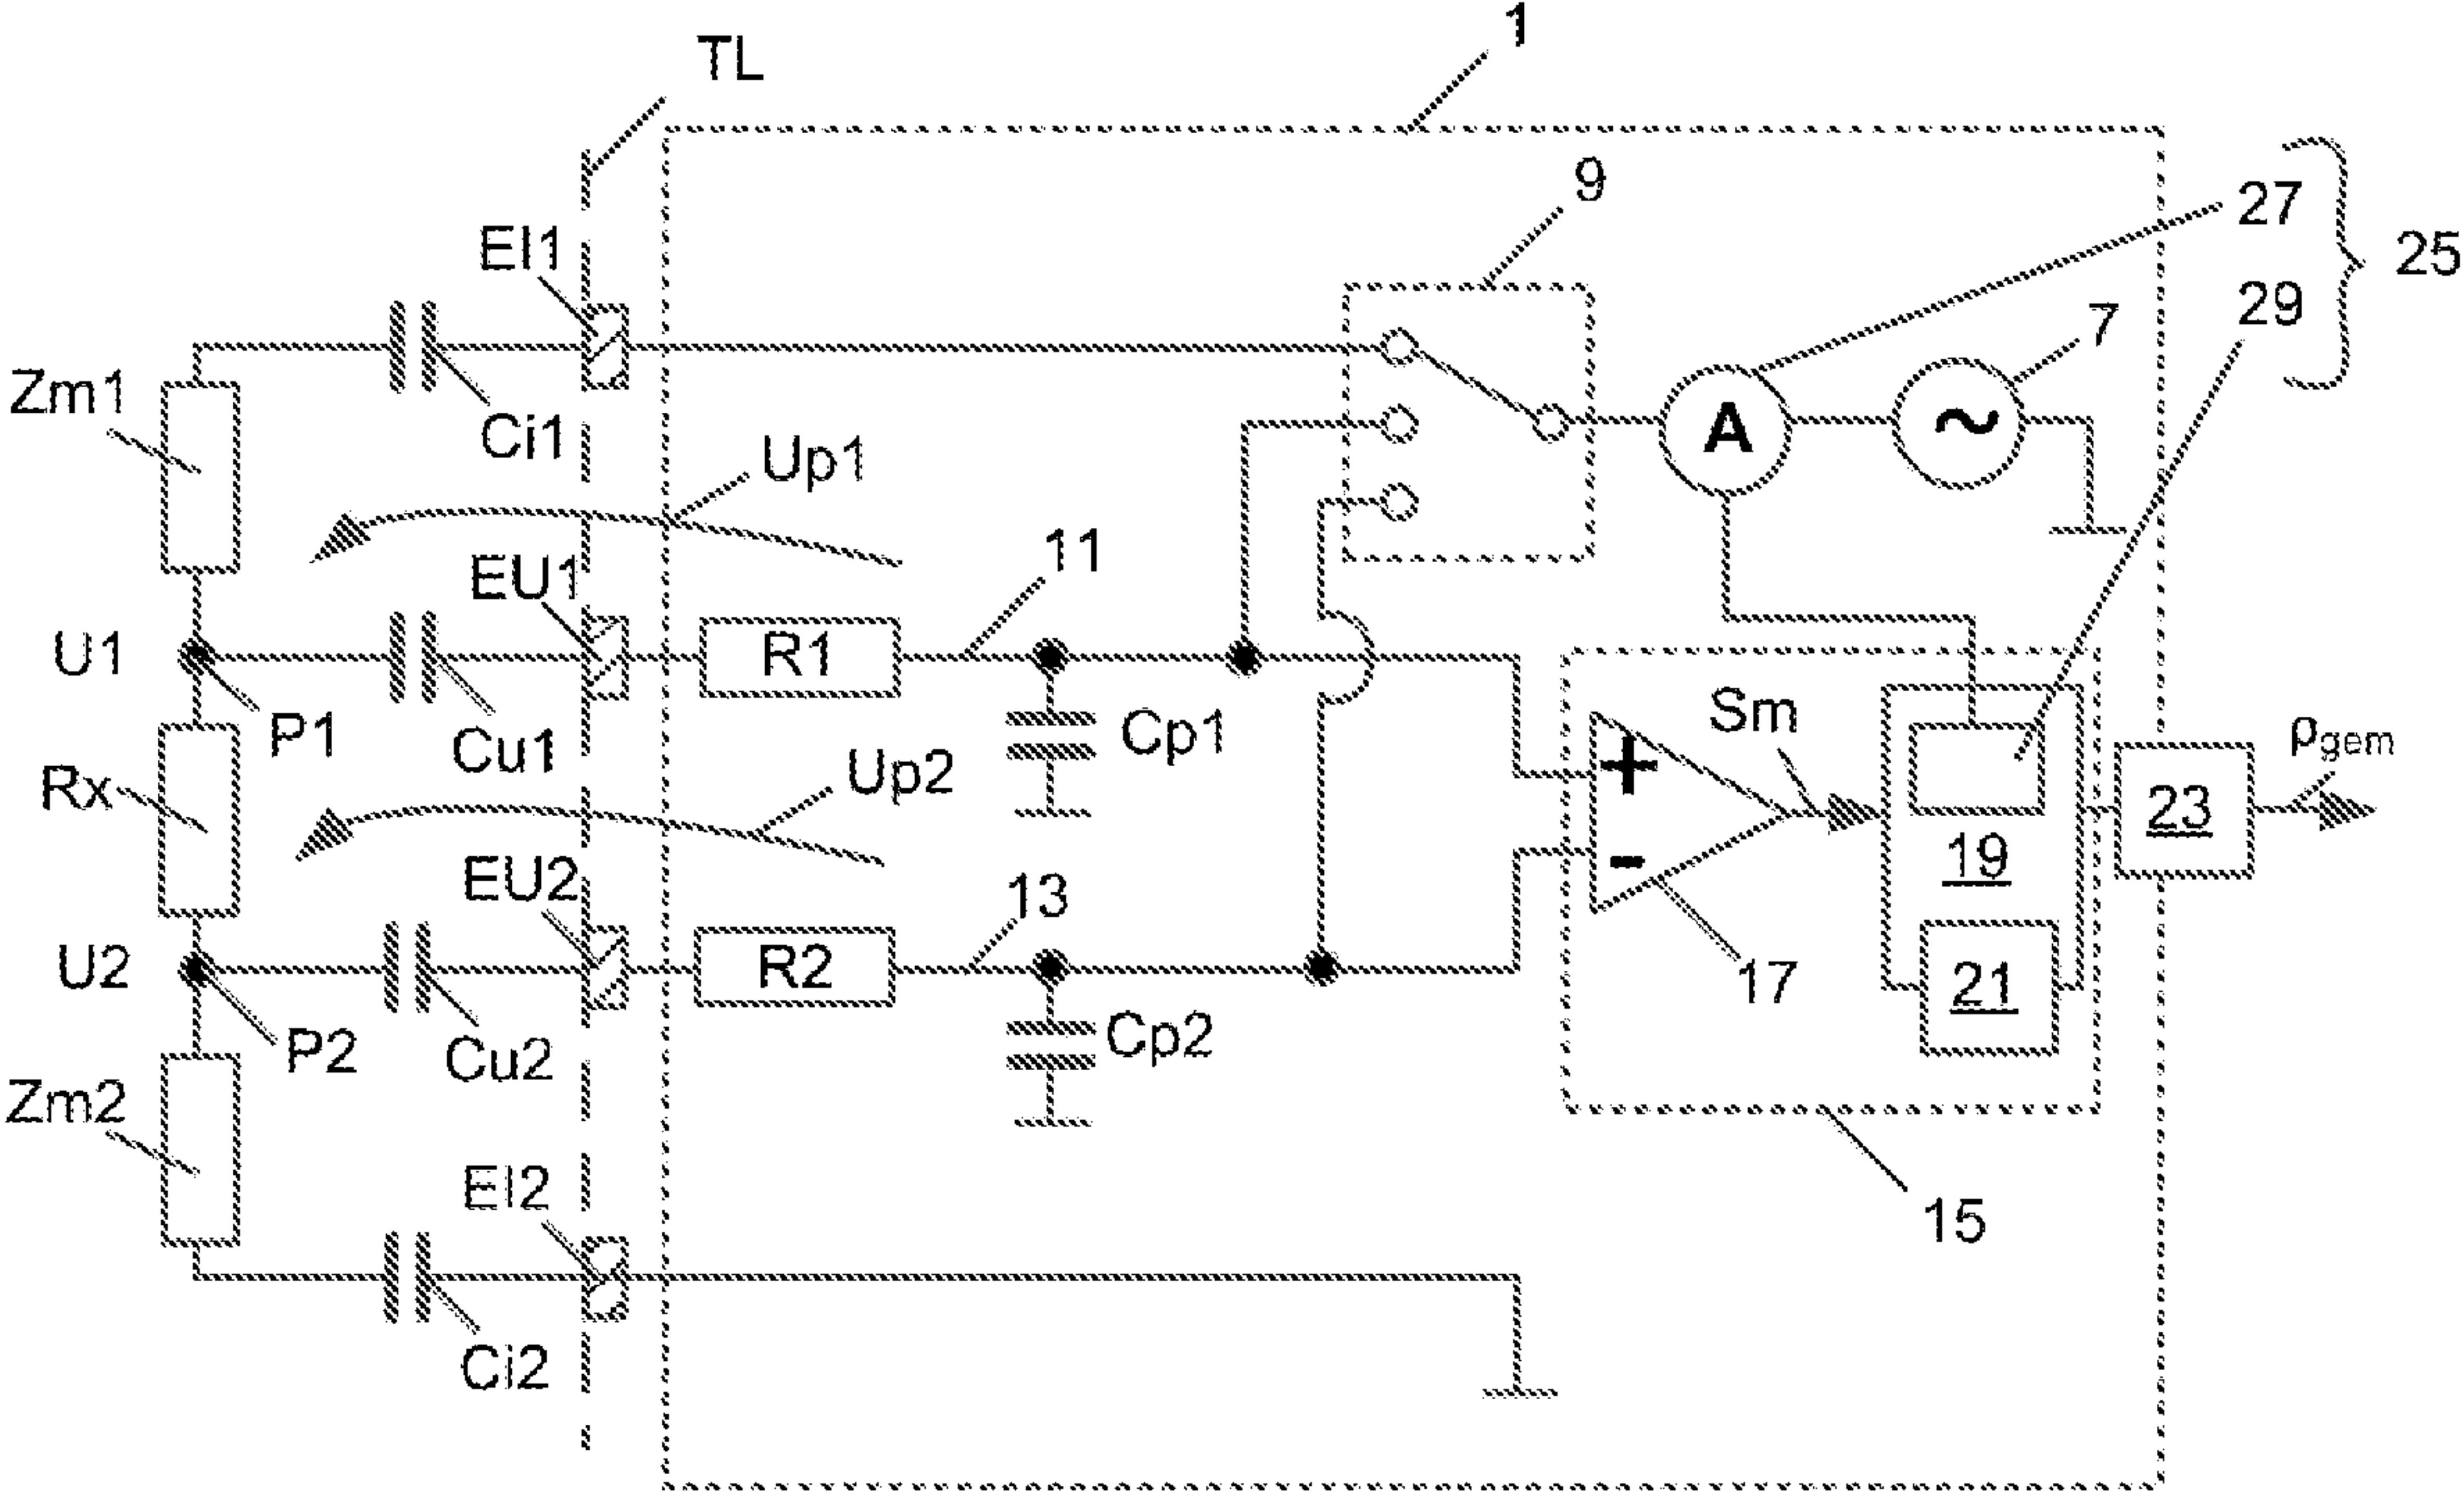 1
TL
9
27
25
29
7
EI1
Zm1
Ci1
Up1
11
EU1
A
~
U1
R1
P1
Cu1
Cp1
Sm
ρgem
Rx
Up2
+
23
19
EU2
13
-
U2
R2
17
21
P2
Cu2
Cp2
Zm2
EI2
15
Ci2